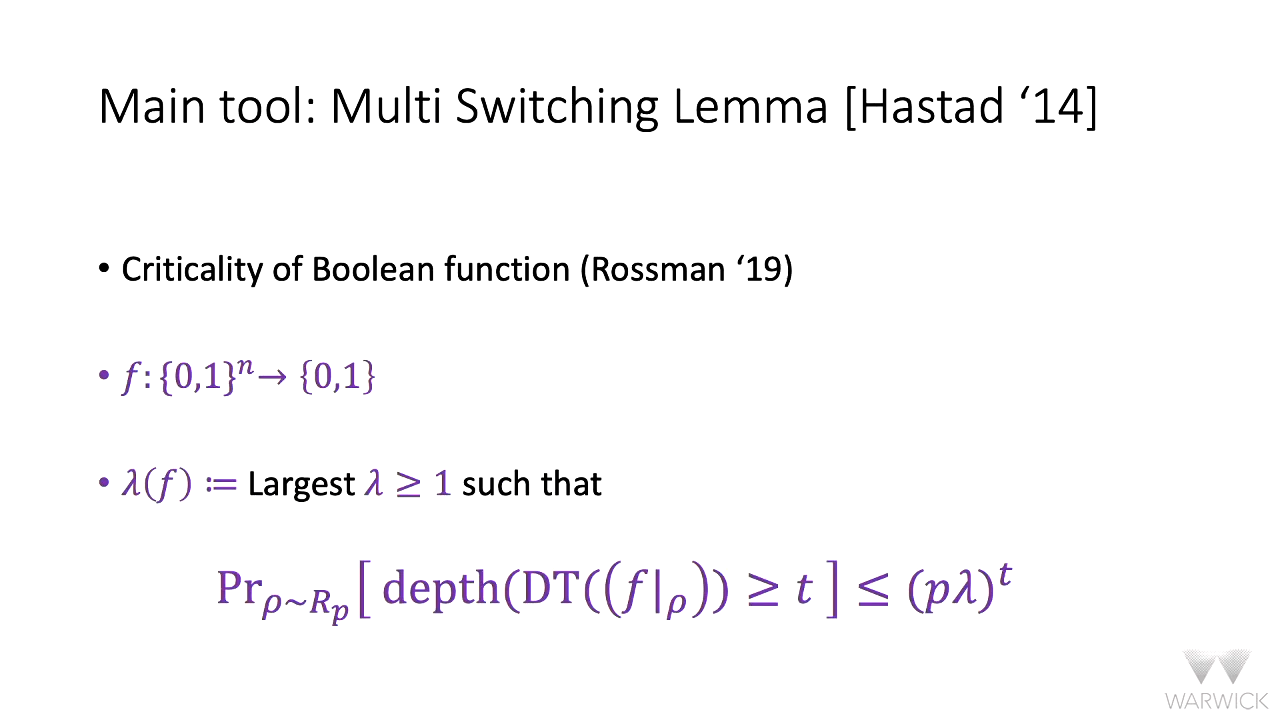 Main tool: Multi Switching Lemma [Hastad ‘14]
• Criticality of Boolean function (Rossman ‘19)
• 𝑓: {0,1}ⁿ → {0,1}
• 𝜆(𝑓) ≔ Largest 𝜆 ≥ 1 such that
Pr_{𝜌~𝑅_𝑝}[ depth(DT((𝑓|_𝜌)) ≥ 𝑡 ] ≤ (𝑝𝜆)^𝑡
WARWICK